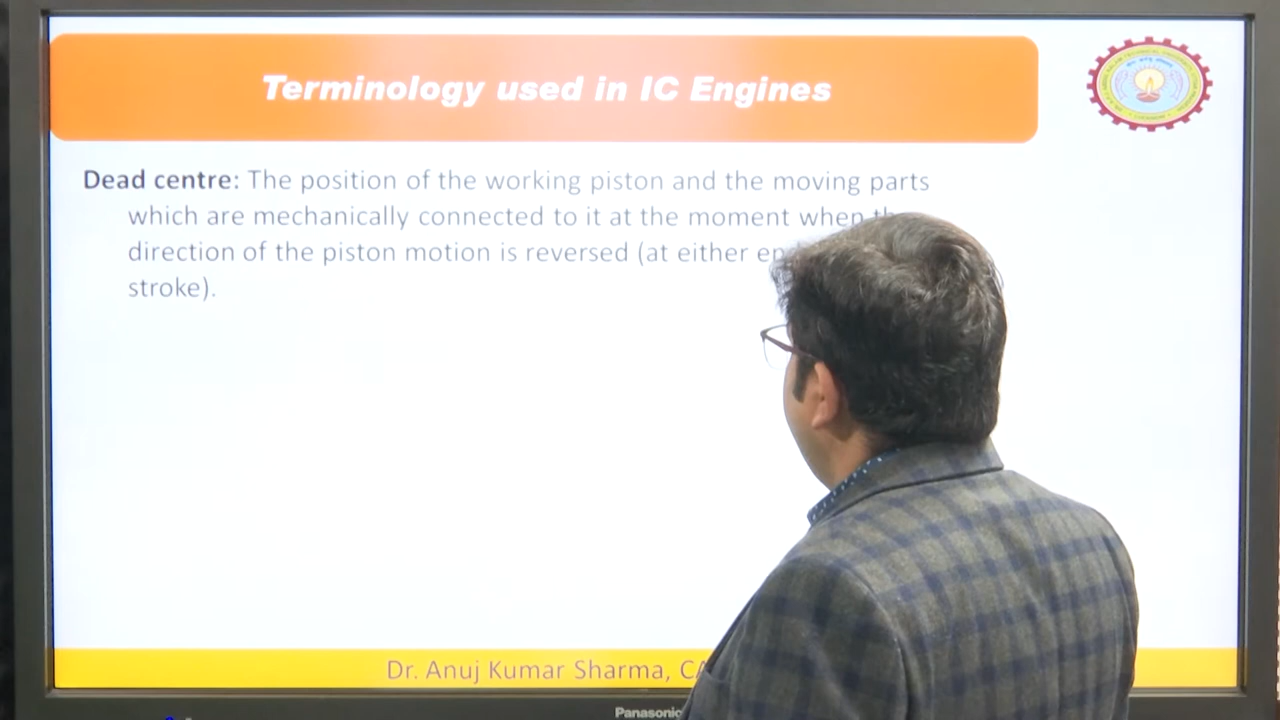 Terminology used in IC Engines
Dead centre: The position of the working piston and the moving parts
which are mechanically connected to it at the moment when
direction of the piston motion is reversed (at either
stroke).
Dr. Anuj Kumar Sharma,
Panasonic